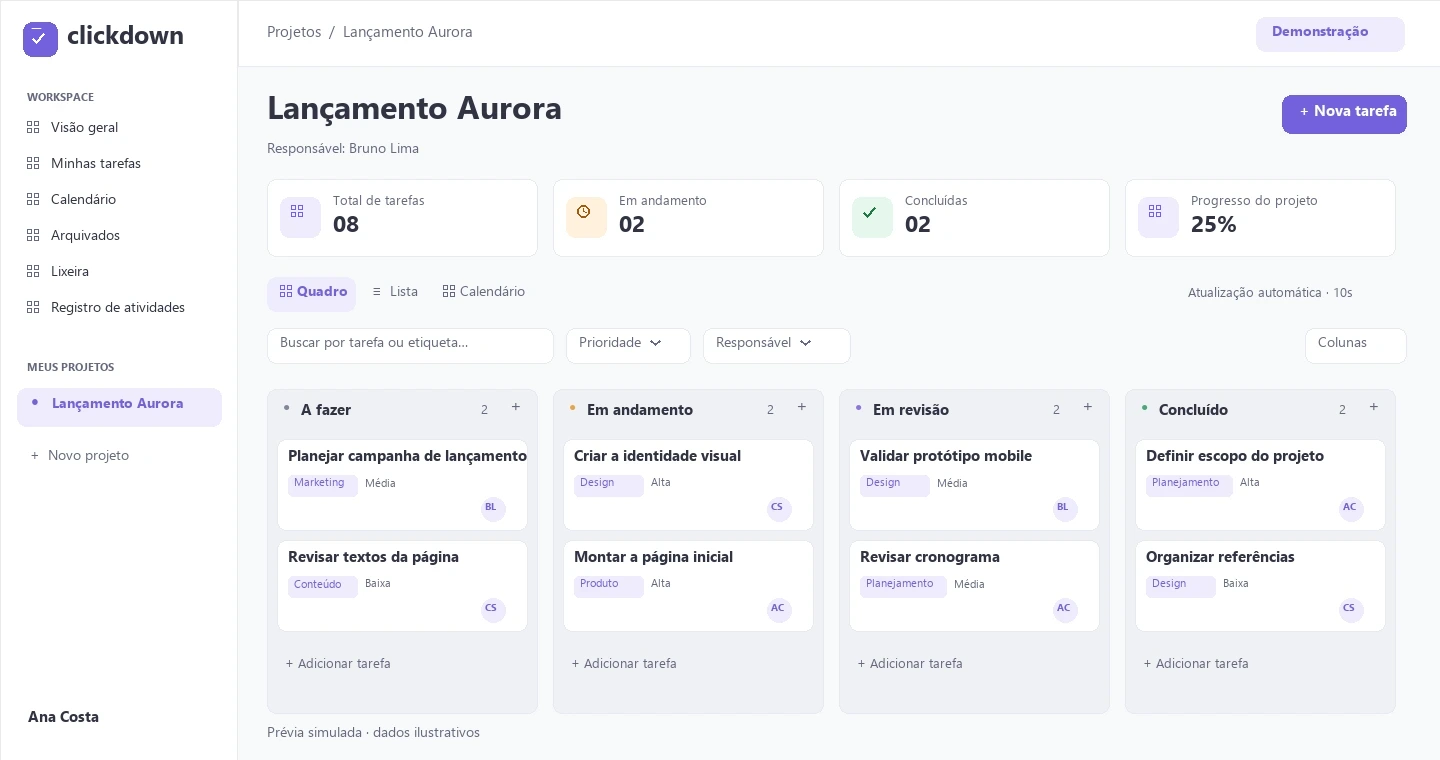 clickdown
WORKSPACE
Visão geral
Minhas tarefas
Calendário
Arquivados
Lixeira
Registro de atividades
MEUS PROJETOS
Lançamento Aurora
+ Novo projeto
Ana Costa
Projetos / Lançamento Aurora
Demonstração
Lançamento Aurora
+ Nova tarefa
Responsável: Bruno Lima
Total de tarefas
08
Em andamento
02
Concluídas
02
Progresso do projeto
25%
Quadro
Lista
Calendário
Atualização automática · 10s
Buscar por tarefa ou etiqueta...
Prioridade
Responsável
Colunas
A fazer 2 +
Planejar campanha de lançamento
Marketing Média
BL
Revisar textos da página
Conteúdo Baixa
CS
+ Adicionar tarefa
Em andamento 2 +
Criar a identidade visual
Design Alta
CS
Montar a página inicial
Produto Alta
AC
+ Adicionar tarefa
Em revisão 2 +
Validar protótipo mobile
Design Média
BL
Revisar cronograma
Planejamento Média
AC
+ Adicionar tarefa
Concluído 2 +
Definir escopo do projeto
Planejamento Alta
AC
Organizar referências
Design Baixa
CS
+ Adicionar tarefa
Prévia simulada · dados ilustrativos